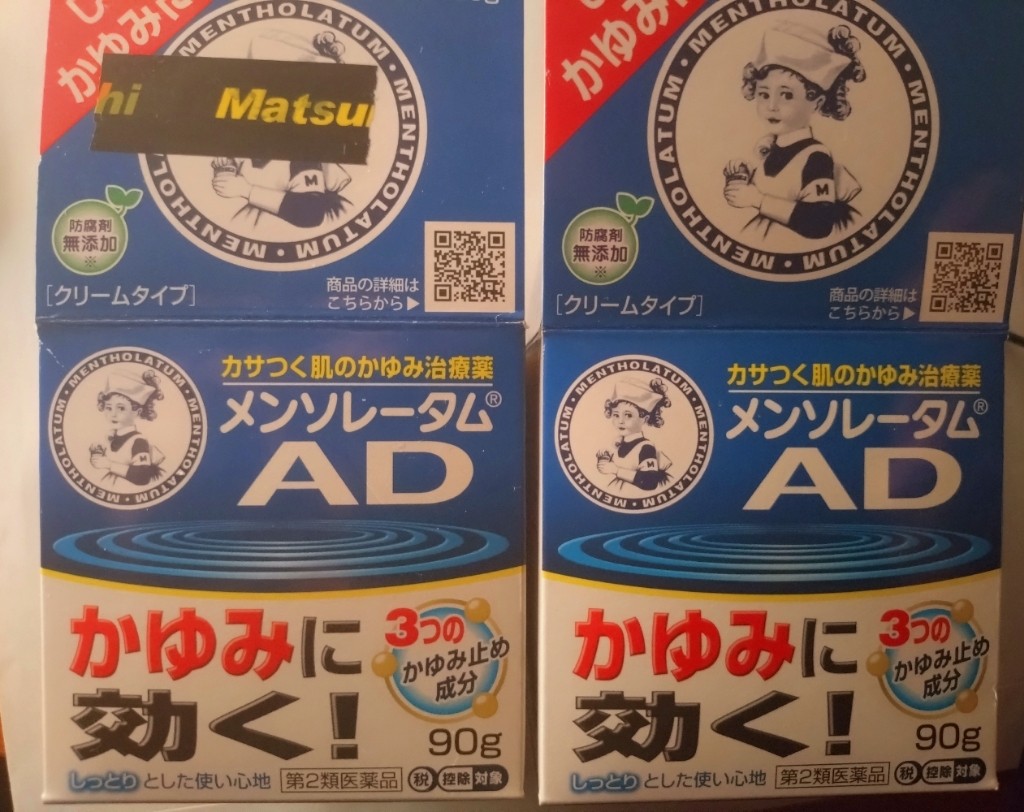 かゆみに
MENTHOLATUM・MENTHOLATUM・MENTHOLATUM
hi Matsu
防腐剤
無添加
※
[クリームタイプ]
商品の詳細は
こちらから▶
MENTHOLATUM・MENTHOLATUM・MENTHOLATUM・
M
カサつく肌のかゆみ治療薬
メンソレータム®
AD
かゆみに
効く!
3つの
かゆみ止め
成分
90g
しっとりとした使い心地
第2類医薬品
税 控除 対象
かゆみに
MENTHOLATUM・MENTHOLATUM・MENTHOLATUM・
M
防腐剤
無添加
※
[クリームタイプ]
商品の詳細は
こちらから▶
MENTHOLATUM・MENTHOLATUM・MENTHOLATUM・
M
カサつく肌のかゆみ治療薬
メンソレータム®
AD
かゆみに
効く!
3つの
かゆみ止め
成分
90g
しっとりとした使い心地
第2類医薬品
税 控除 対象